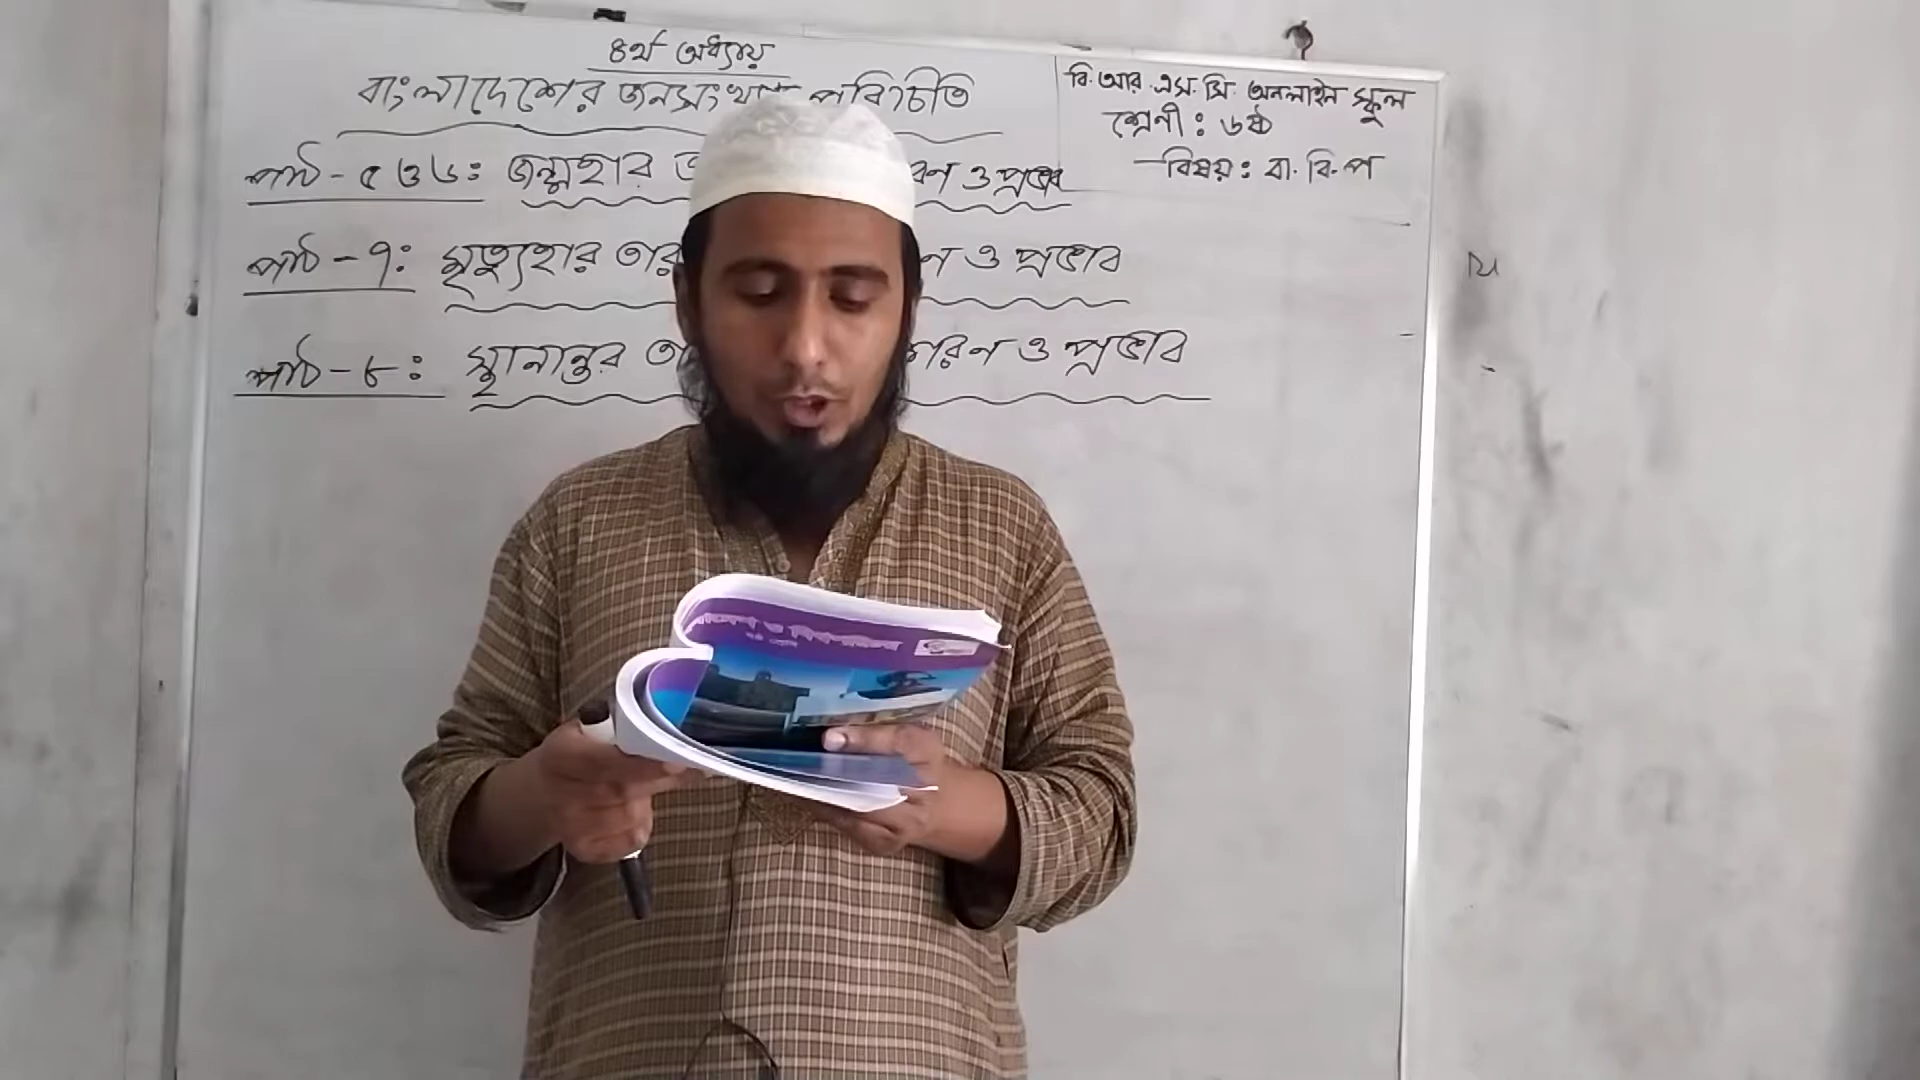 ৪র্থ অধ্যায়
বাংলাদেশের জনসংখ্যা পরিচিতি
পাঠ - ৫ ও ৬ : জন্মহার ও প্রভাব
পাঠ - ৭ : মৃত্যুহার তার ও প্রভাব
পাঠ - ৮ : স্থানান্তর ও প্রভাব
বি. আর. এস. সি. অনলাইন স্কুল
শ্রেণী : ৬ষ্ঠ
বিষয় : বা. বি. প